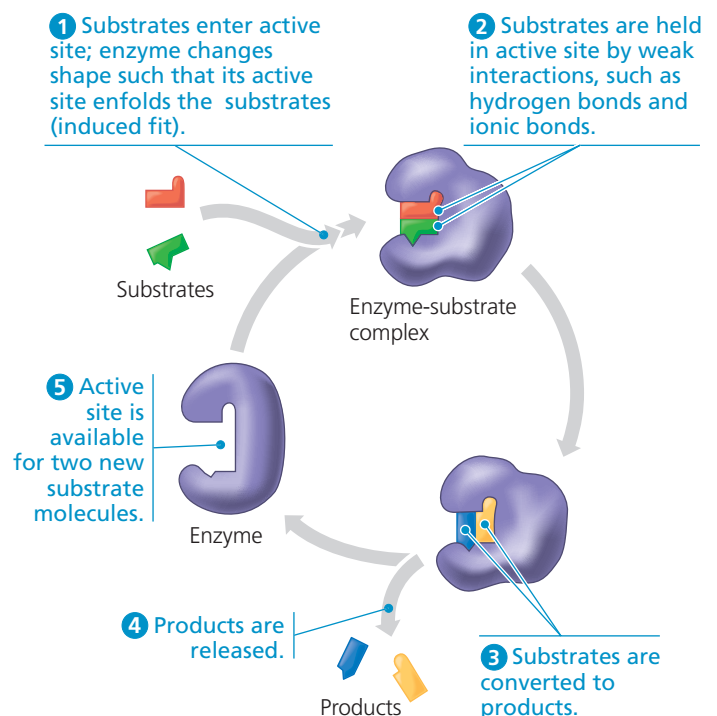 1 Substrates enter active
site; enzyme changes
shape such that its active
site enfolds the substrates
(induced fit).
2 Substrates are held
in active site by weak
interactions, such as
hydrogen bonds and
ionic bonds.
Substrates
Enzyme-substrate
complex
5 Active
site is
available
for two new
substrate
molecules.
Enzyme
4 Products are
released.
Products
3 Substrates are
converted to
products.